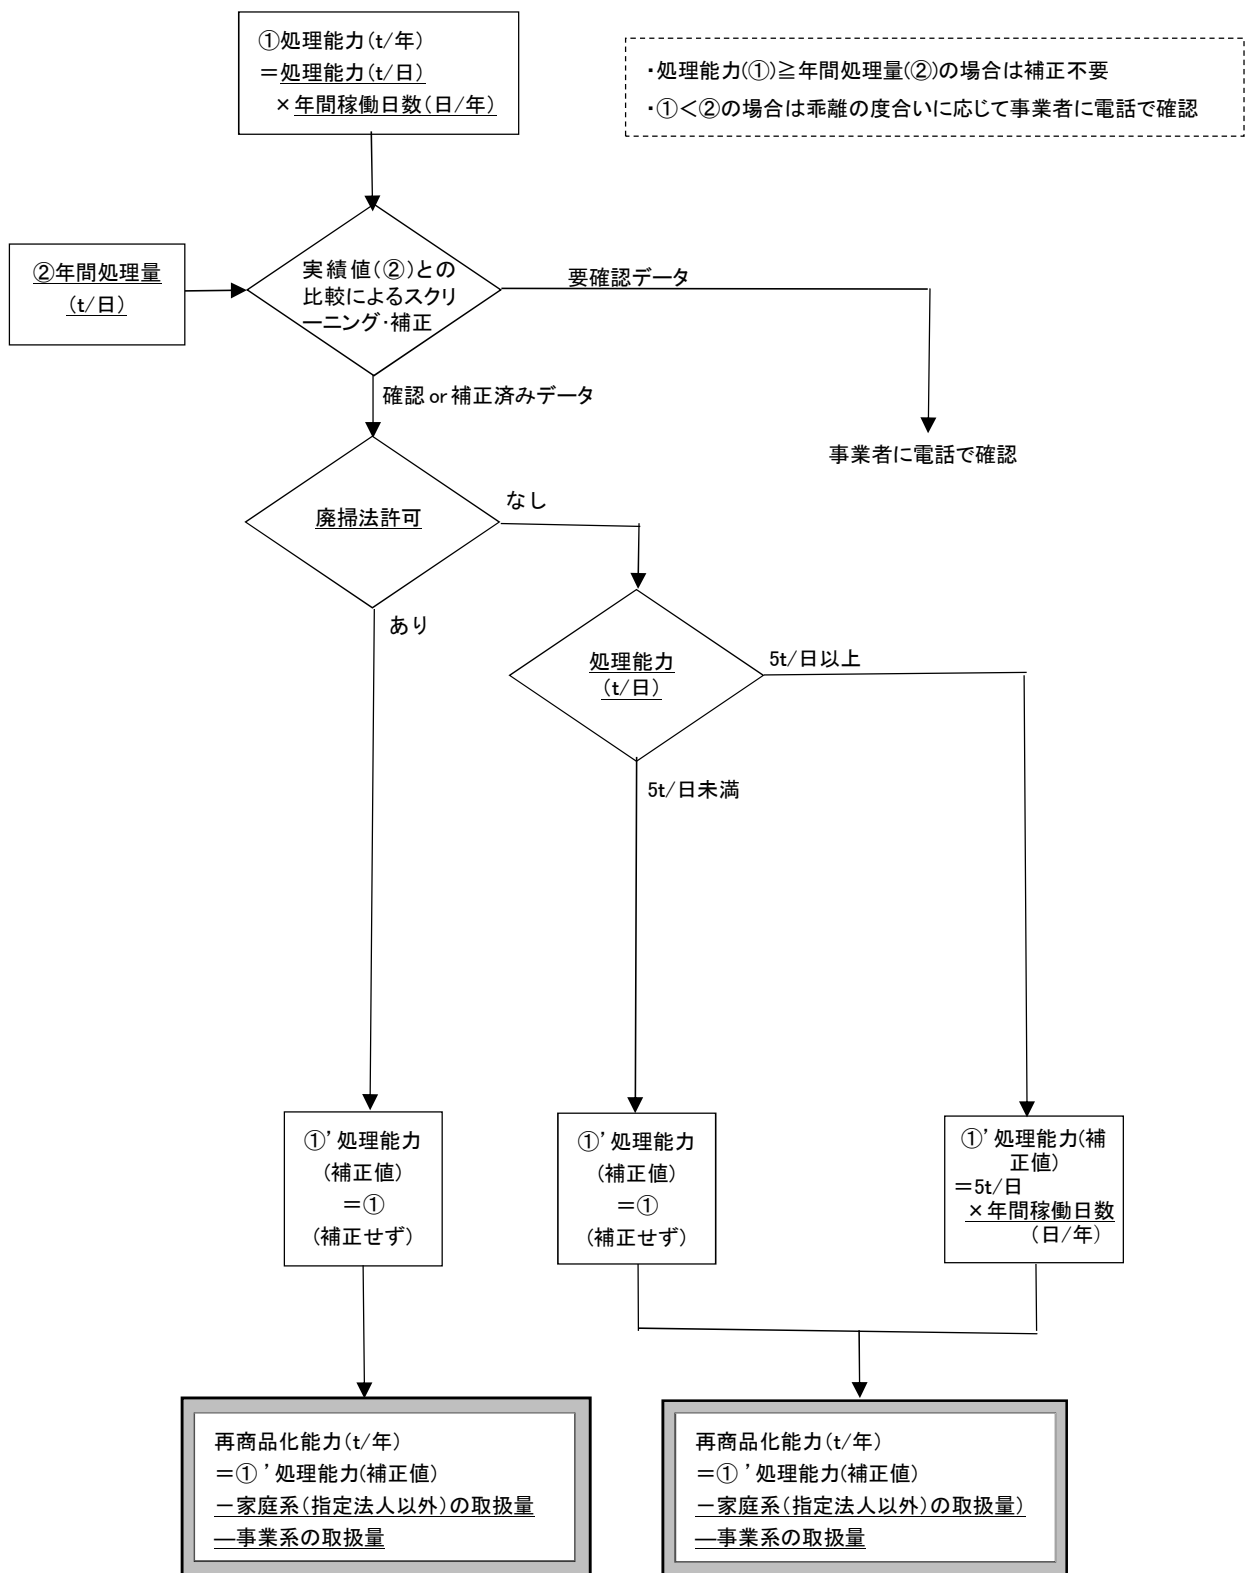 ①処理能力(t/年)
＝処理能力(t/日)
×年間稼働日数(日/年)
・処理能力(①)≧年間処理量(②)の場合は補正不要
・①＜②の場合は乖離の度合いに応じて事業者に電話で確認
②年間処理量
(t/日)
実績値(②)との
比較によるスクリ
ーニング・補正
要確認データ
確認 or 補正済みデータ
事業者に電話で確認
廃掃法許可
なし
あり
処理能力
(t/日)
5t/日以上
5t/日未満
①’処理能力
(補正値)
＝①
(補正せず)
①’処理能力
(補正値)
＝①
(補正せず)
①’処理能力(補
正値)
＝5t/日
×年間稼働日数
(日/年)
再商品化能力(t/年)
＝①’処理能力(補正値)
－家庭系(指定法人以外)の取扱量
―事業系の取扱量
再商品化能力(t/年)
＝①’処理能力(補正値)
－家庭系(指定法人以外)の取扱量)
―事業系の取扱量